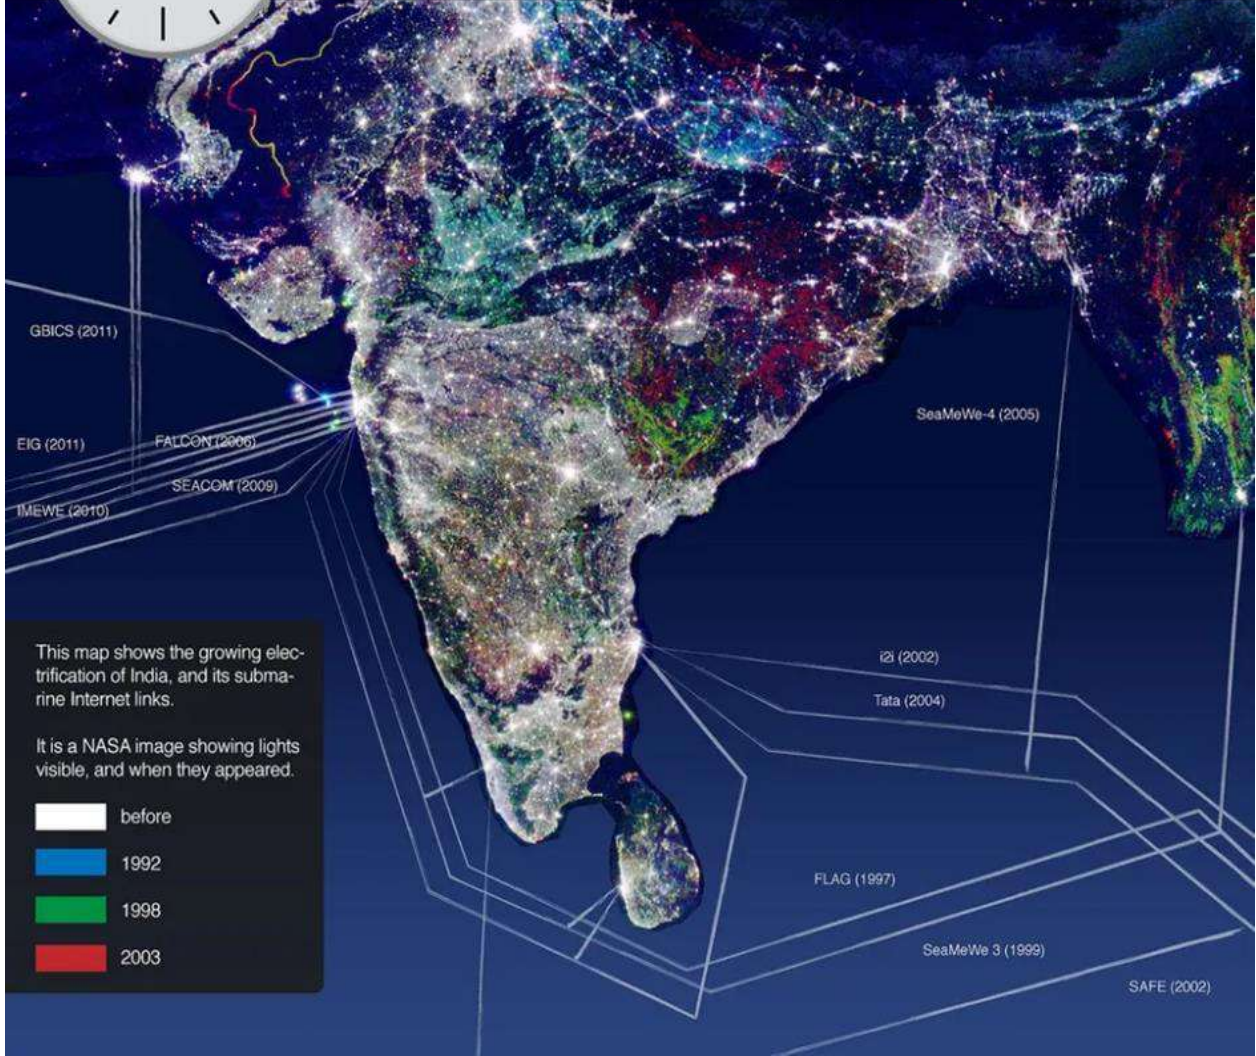 GBICS (2011)
EIG (2011)
FALCON (2006)
SEACOM (2009)
IMEWE (2010)
SeaMeWe-4 (2005)
i2i (2002)
Tata (2004)
FLAG (1997)
SeaMeWe 3 (1999)
SAFE (2002)
This map shows the growing elec-
trification of India, and its subma-
rine Internet links.
It is a NASA image showing lights
visible, and when they appeared.
before
1992
1998
2003